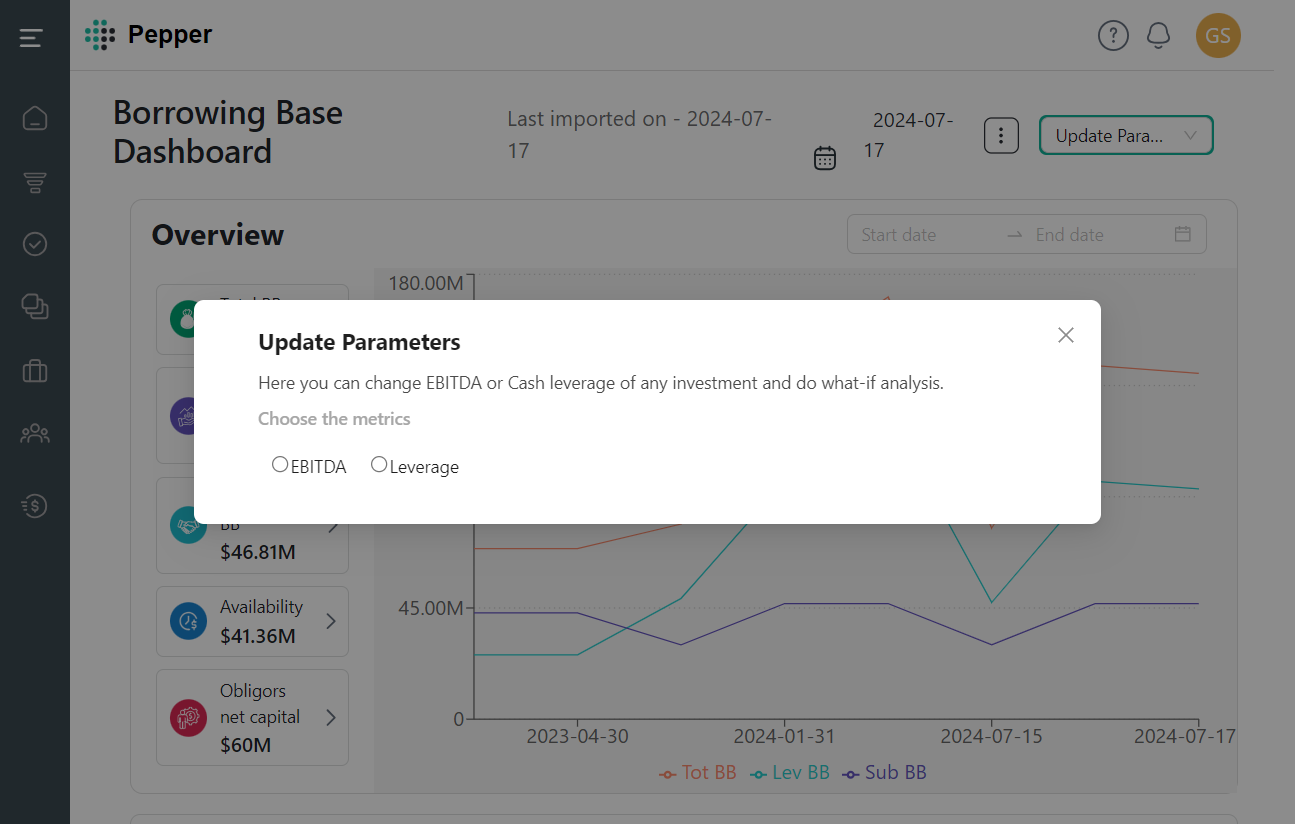 Pepper
?
GS
Borrowing Base
Dashboard
Last imported on - 2024-07-
17
2024-07-
17
Update Para...
Overview
Start date
End date
180.00M
Update Parameters
Here you can change EBITDA or Cash leverage of any investment and do what-if analysis.
Choose the metrics
EBITDA
Leverage
BB
$46.81M
Availability
$41.36M
Obligors
net capital
$60M
45.00M
0
2023-04-30
2024-01-31
2024-07-15
2024-07-17
Tot BB
Lev BB
Sub BB